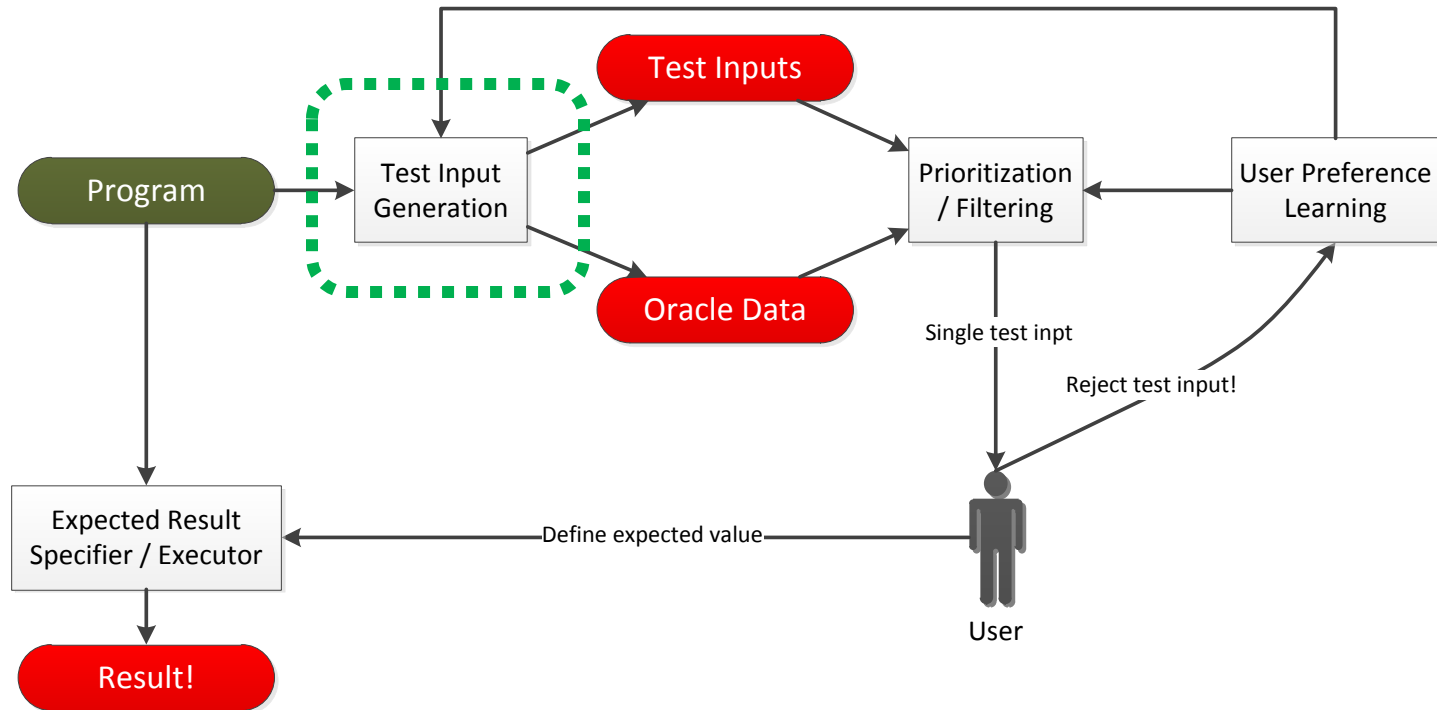 Test Inputs
Program
Test Input
Generation
Prioritization
/ Filtering
User Preference
Learning
Oracle Data
Single test inpt
Reject test input!
Expected Result
Specifier / Executor
Define expected value
User
Result!